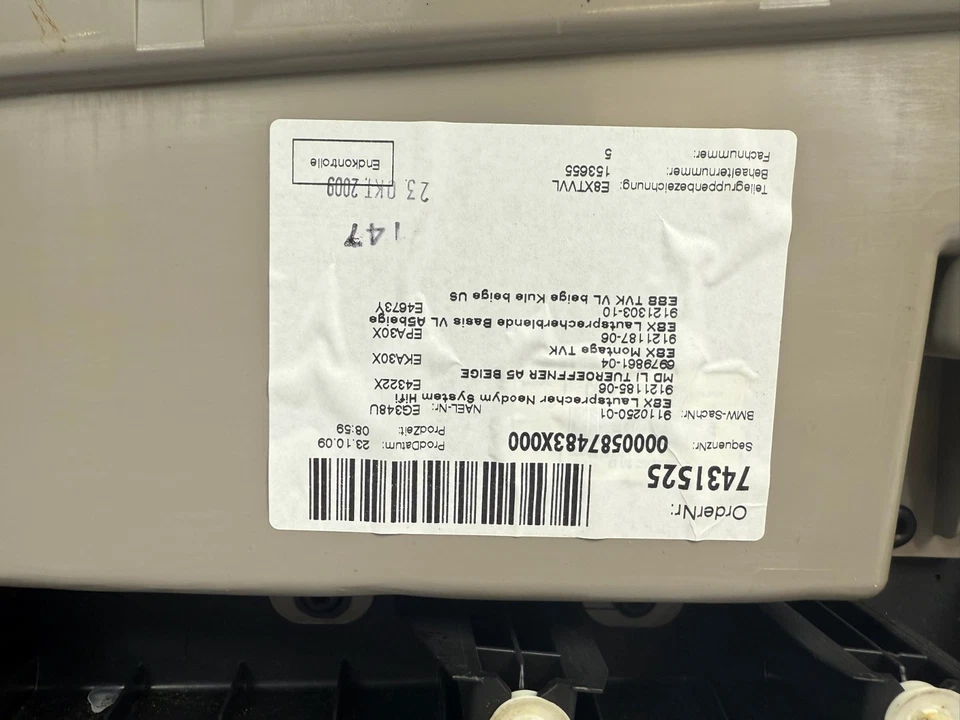 OrderNr:
7431525
SequenzNr: 0000587483X000
ProdDatum: 23.10.09
ProdZeit: 08:59
BMW-SachNr: 9110250-01 NAEL-Nr: EG348U
E8X Lautsprecher Neodym System Hifi
9121185-06 E4322X
MD LI TUEROEFFNER A5 BEIGE
6979861-04 EKA30X
E8X Montage TVK
9121187-06 EPA30X
E8X Lautsprecherblende Basis VL A5beige
9121303-10 E4673Y
E88 TVK VL beige Kule beige US
147
Teilegruppenbezeichnung: E8XTVVL
Behaelternummer: 153655
Fachnummer: 5
23. OKT. 2009
Endkontrolle